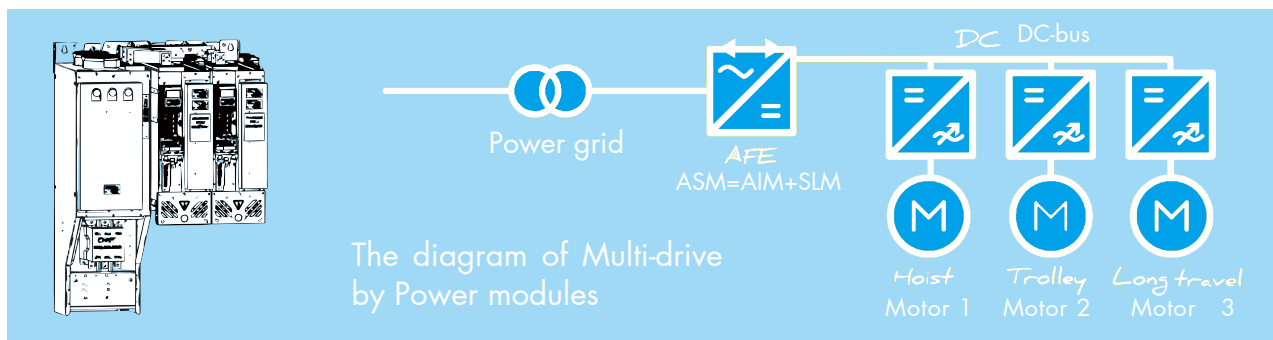 DC DC-bus
Power grid
AFE
ASM=AIM+SLM
M M M
The diagram of Multi-drive
by Power modules
Hoist Trolley Long travel
Motor 1 Motor 2 Motor 3